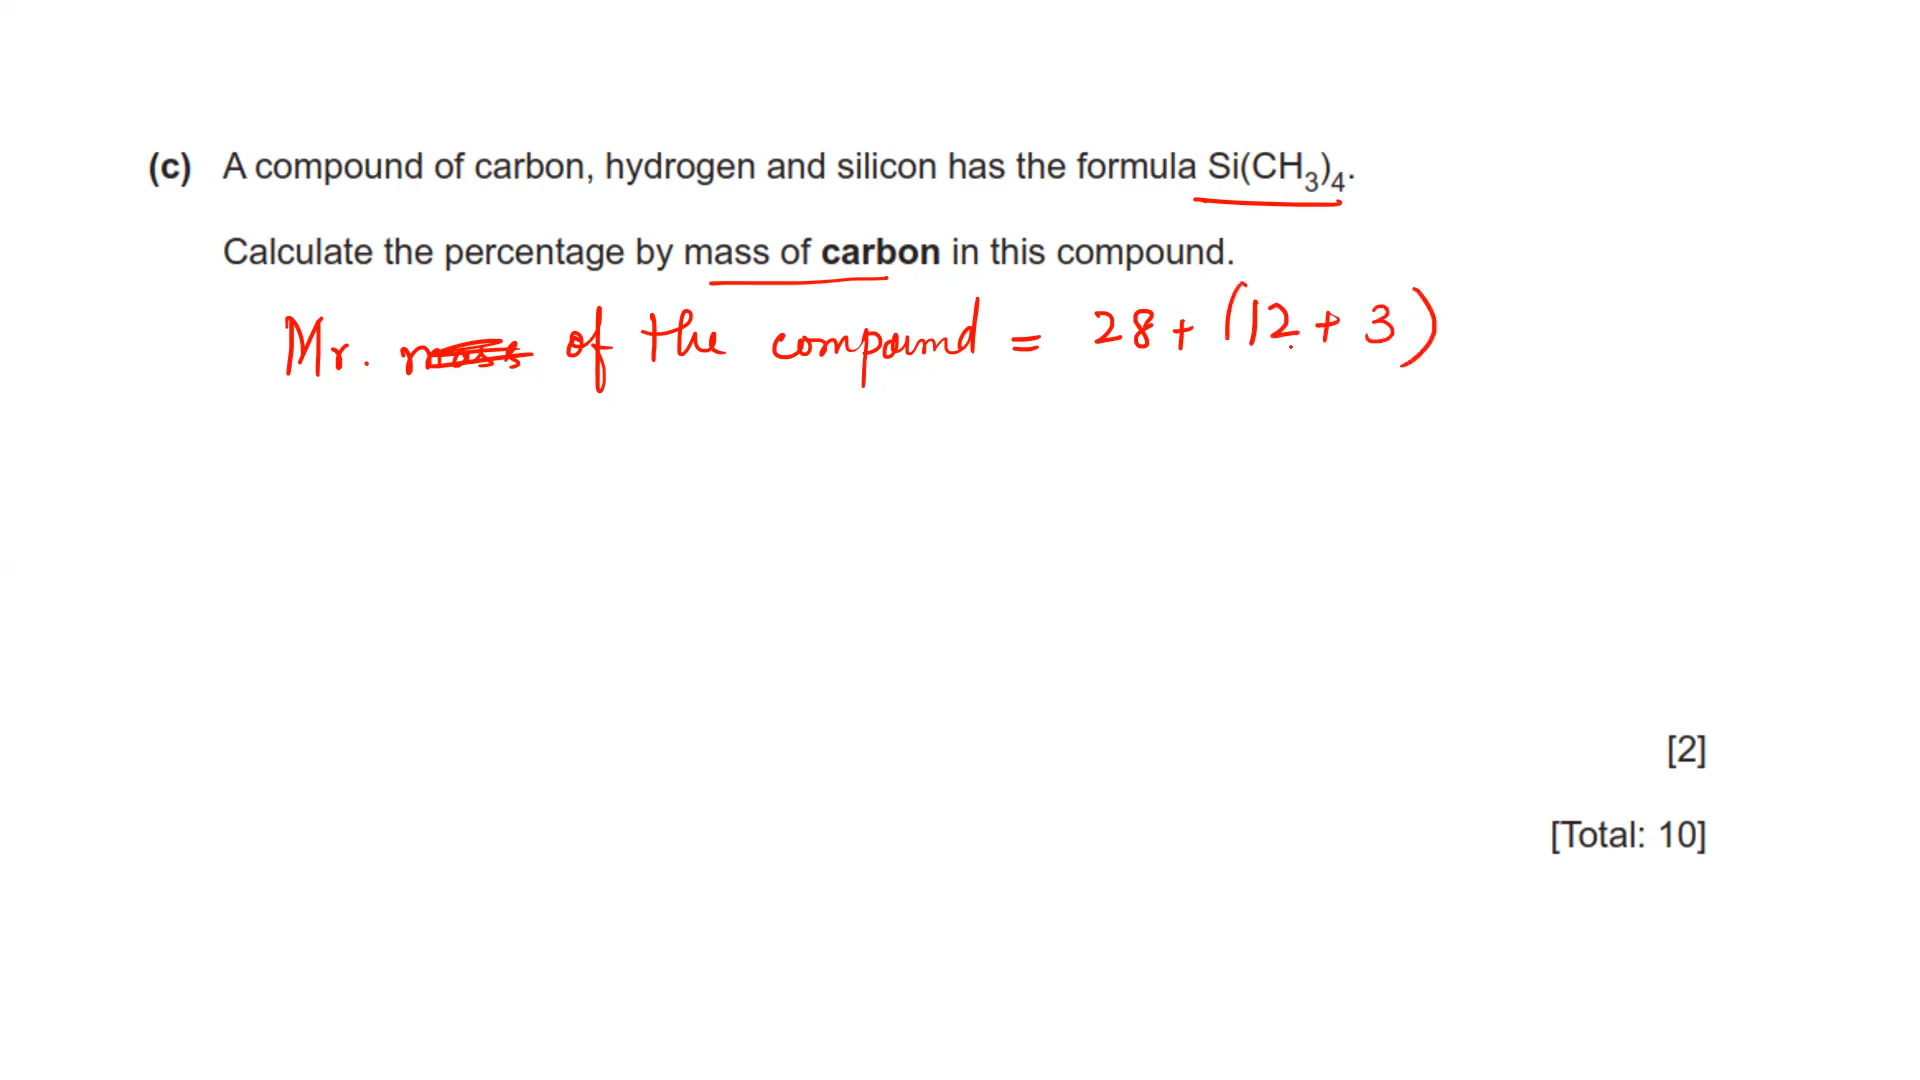 (c) A compound of carbon, hydrogen and silicon has the formula Si(CH₃)₄.
Calculate the percentage by mass of carbon in this compound.
Mr. of the compound = 28 + (12 + 3)
[2]
[Total: 10]